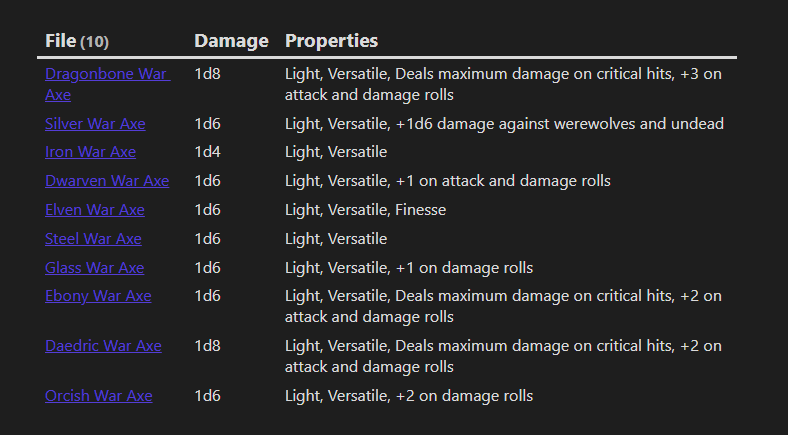 File (10) Damage Properties
Dragonbone War 1d8 Light, Versatile, Deals maximum damage on critical hits, +3 on
Axe attack and damage rolls
Silver War Axe 1d6 Light, Versatile, +1d6 damage against werewolves and undead
Iron War Axe 1d4 Light, Versatile
Dwarven War Axe 1d6 Light, Versatile, +1 on attack and damage rolls
Elven War Axe 1d6 Light, Versatile, Finesse
Steel War Axe 1d6 Light, Versatile
Glass War Axe 1d6 Light, Versatile, +1 on damage rolls
Ebony War Axe 1d6 Light, Versatile, Deals maximum damage on critical hits, +2 on
attack and damage rolls
Daedric War Axe 1d8 Light, Versatile, Deals maximum damage on critical hits, +2 on
attack and damage rolls
Orcish War Axe 1d6 Light, Versatile, +2 on damage rolls